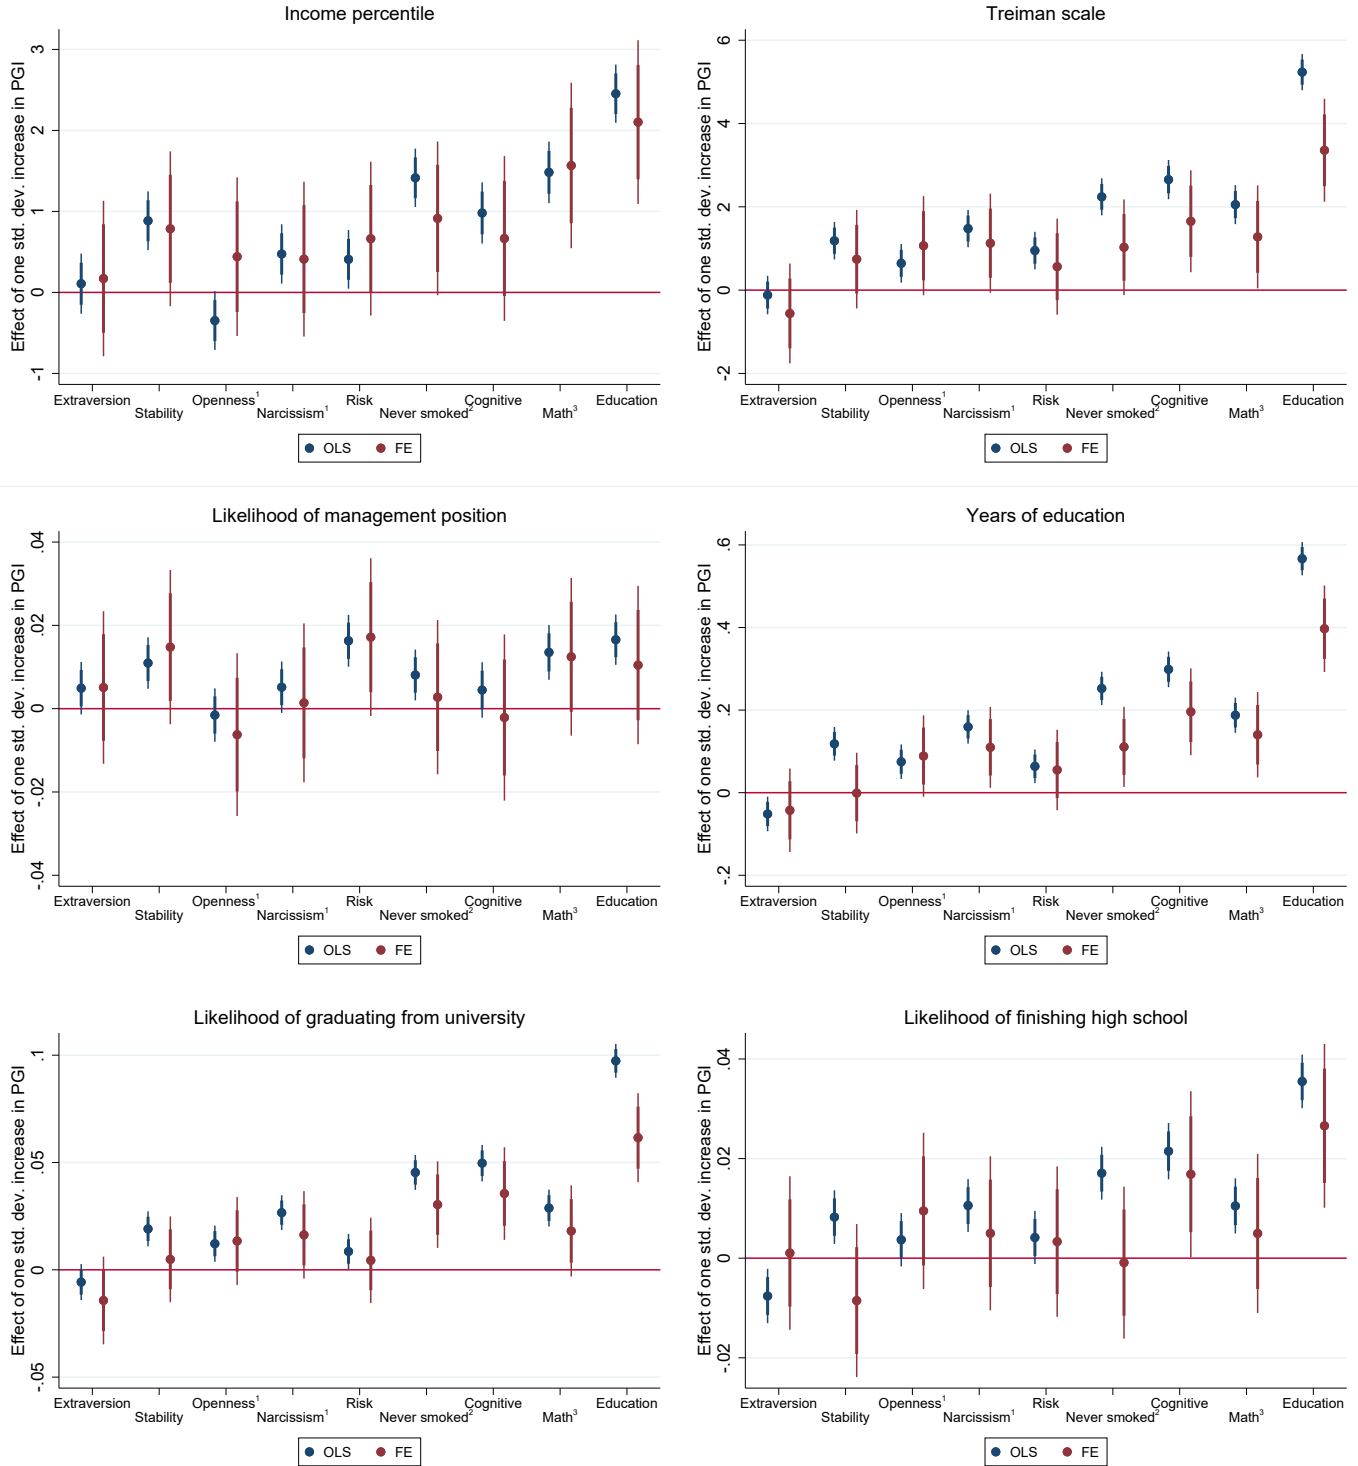 Income percentile
Effect of one std. dev. increase in PGI
3
2
1
0
-1
Extraversion
Stability
Openness¹
Narcissism¹
Risk
Never smoked²
Cognitive
Math³
Education
OLS FE
Treiman scale
Effect of one std. dev. increase in PGI
6
4
2
0
-2
Extraversion
Stability
Openness¹
Narcissism¹
Risk
Never smoked²
Cognitive
Math³
Education
OLS FE
Likelihood of management position
Effect of one std. dev. increase in PGI
.04
.02
0
-.02
-.04
Extraversion
Stability
Openness¹
Narcissism¹
Risk
Never smoked²
Cognitive
Math³
Education
OLS FE
Years of education
Effect of one std. dev. increase in PGI
.6
.4
.2
0
-.2
Extraversion
Stability
Openness¹
Narcissism¹
Risk
Never smoked²
Cognitive
Math³
Education
OLS FE
Likelihood of graduating from university
Effect of one std. dev. increase in PGI
.1
.05
0
-.05
Extraversion
Stability
Openness¹
Narcissism¹
Risk
Never smoked²
Cognitive
Math³
Education
OLS FE
Likelihood of finishing high school
Effect of one std. dev. increase in PGI
.04
.02
0
-.02
Extraversion
Stability
Openness¹
Narcissism¹
Risk
Never smoked²
Cognitive
Math³
Education
OLS FE